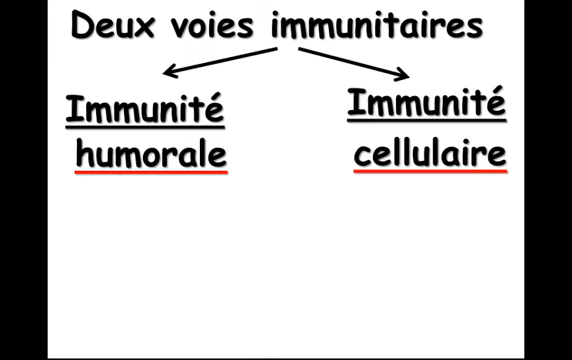 Deux voies immunitaires
Immunité
humorale
Immunité
cellulaire